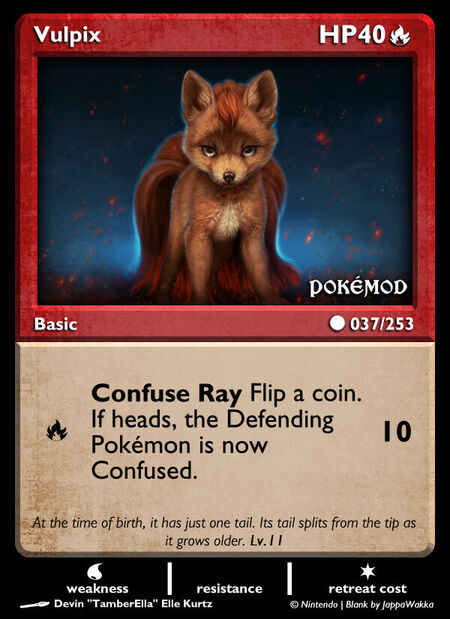 Vulpix HP40
POKÉMOD
Basic 037/253
Confuse Ray Flip a coin.
If heads, the Defending
Pokémon is now
Confused.
10
At the time of birth, it has just one tail. Its tail splits from the tip as
it grows older. Lv.11
weakness resistance retreat cost
Devin "TamberElla" Elle Kurtz © Nintendo | Blank by JappaWakka